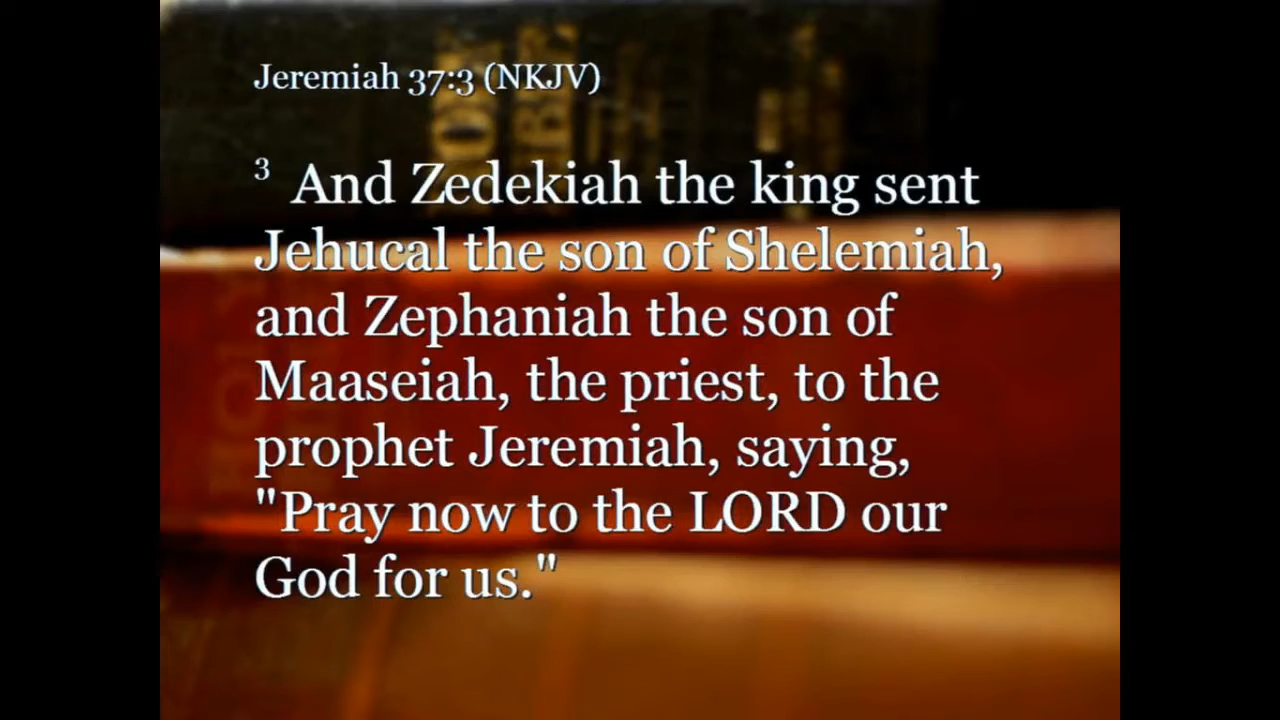 Jeremiah 37:3 (NKJV)
3 And Zedekiah the king sent
Jehucal the son of Shelemiah,
and Zephaniah the son of
Maaseiah, the priest, to the
prophet Jeremiah, saying,
"Pray now to the LORD our
God for us."